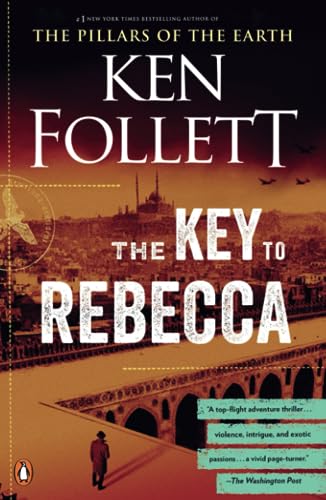 #1 NEW YORK TIMES BESTSELLING AUTHOR OF
THE PILLARS OF THE EARTH
KEN
FOLLETT
THE KEY TO
REBECCA
"A top-flight adventure thriller...
violence, intrigue, and exotic
passions...a vivid page-turner."
—The Washington Post